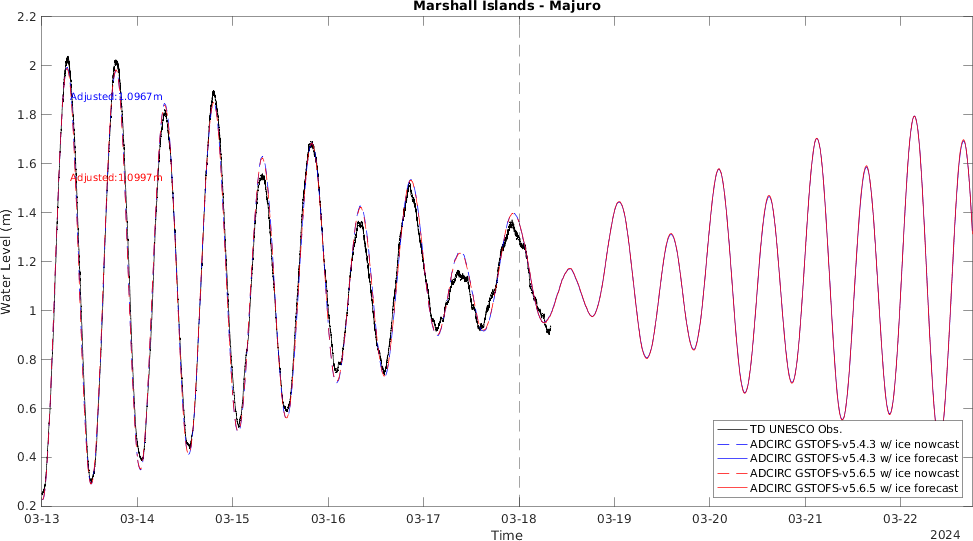 Marshall Islands - Majuro
2.2
2
1.8
1.6
1.4
1.2
1
0.8
0.6
0.4
0.2
Water Level (m)
Adjusted:1.0967m
Adjusted:1.0997m
TD UNESCO Obs.
ADCIRC GSTOFS-v5.4.3 w/ ice nowcast
ADCIRC GSTOFS-v5.4.3 w/ ice forecast
ADCIRC GSTOFS-v5.6.5 w/ ice nowcast
ADCIRC GSTOFS-v5.6.5 w/ ice forecast
03-13 03-14 03-15 03-16 03-17 03-18 03-19 03-20 03-21 03-22
Time
2024